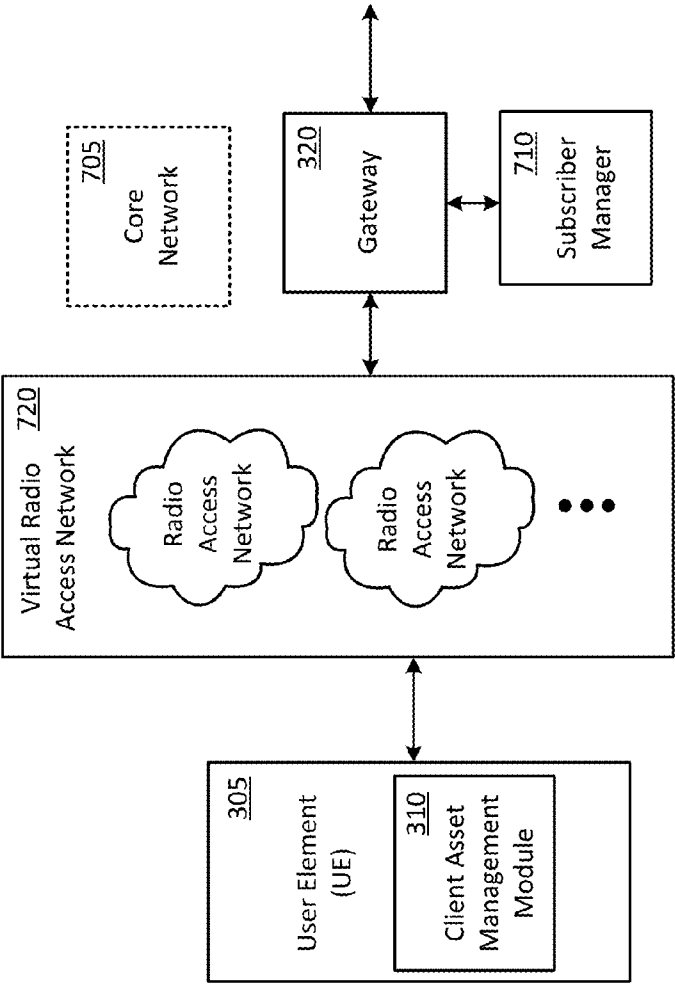 305
User Element
(UE)
310
Client Asset
Management
Module
Virtual Radio
Access Network
720
Radio
Access
Network
Radio
Access
Network
705
Core
Network
320
Gateway
710
Subscriber
Manager